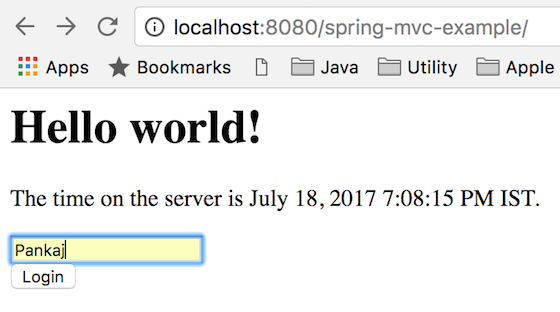 localhost:8080/spring-mvc-example/
Apps Bookmarks Java Utility Apple
Hello world!
The time on the server is July 18, 2017 7:08:15 PM IST.
Pankaj
Login